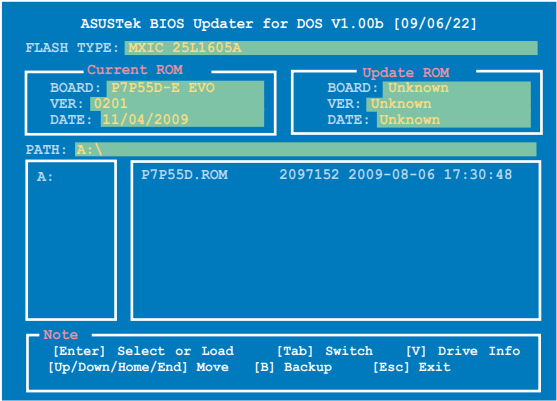 ASUSTek BIOS Updater for DOS V1.00b [09/06/22]
FLASH TYPE: MXIC 25L1605A
Current ROM
BOARD: P7P55D-E EVO
VER: 0201
DATE: 11/04/2009
Update ROM
BOARD: Unknown
VER: Unknown
DATE: Unknown
PATH: A:\
A:
P7P55D.ROM 2097152 2009-08-06 17:30:48
Note
[Enter] Select or Load [Tab] Switch [V] Drive Info
[Up/Down/Home/End] Move [B] Backup [Esc] Exit